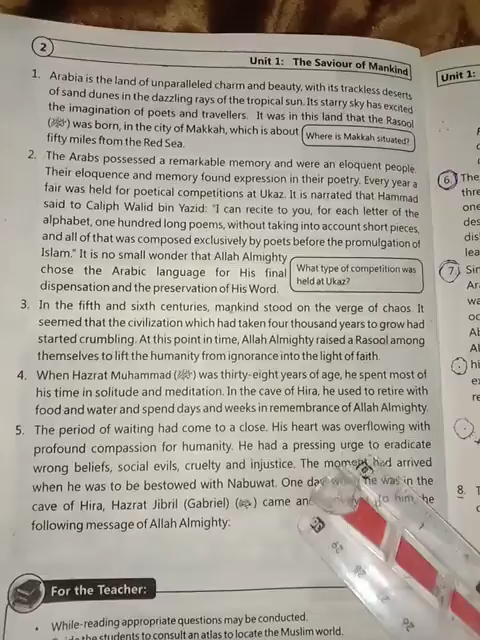 2
Unit 1: The Saviour of Mankind
1. Arabia is the land of unparalleled charm and beauty, with its trackless deserts
of sand dunes in the dazzling rays of the tropical sun. Its starry sky has excited
the imagination of poets and travellers. It was in this land that the Rasool
(ﷺ) was born, in the city of Makkah, which is about
fifty miles from the Red Sea.
Where is Makkah situated?
2. The Arabs possessed a remarkable memory and were an eloquent people.
Their eloquence and memory found expression in their poetry. Every year a
fair was held for poetical competitions at Ukaz. It is narrated that Hammad
said to Caliph Walid bin Yazid: "I can recite to you, for each letter of the
alphabet, one hundred long poems, without taking into account short pieces,
and all of that was composed exclusively by poets before the promulgation of
Islam." It is no small wonder that Allah Almighty
chose the Arabic language for His final
dispensation and the preservation of His Word.
What type of competition was
held at Ukaz?
3. In the fifth and sixth centuries, mankind stood on the verge of chaos. It
seemed that the civilization which had taken four thousand years to grow had
started crumbling. At this point in time, Allah Almighty raised a Rasool among
themselves to lift the humanity from ignorance into the light of faith.
4. When Hazrat Muhammad (ﷺ) was thirty-eight years of age, he spent most of
his time in solitude and meditation. In the cave of Hira, he used to retire with
food and water and spend days and weeks in remembrance of Allah Almighty.
5. The period of waiting had come to a close. His heart was overflowing with
profound compassion for humanity. He had a pressing urge to eradicate
wrong beliefs, social evils, cruelty and injustice. The moment had arrived
when he was to be bestowed with Nabuwat. One day he was in the
cave of Hira, Hazrat Jibril (Gabriel) came to him the
following message of Allah Almighty:
For the Teacher:
• While-reading appropriate questions may be conducted.
the students to consult an atlas to locate the Muslim world.
Unit 1:
6. The
thre
one
des
dis
lea
7. Sin
Ar
wa
oc
Al
Al
hi
e
re
8.